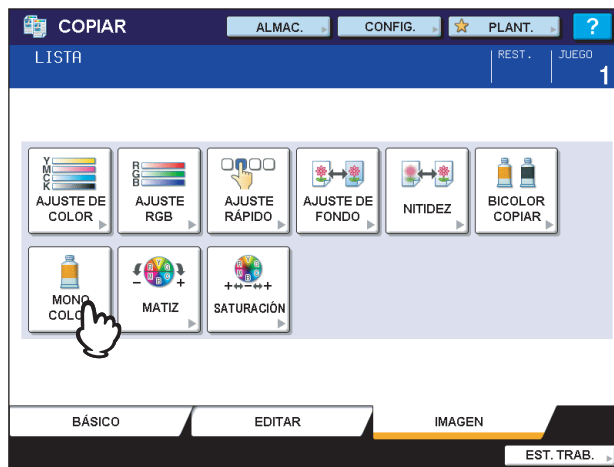 COPIAR
ALMAC.
CONFIG.
PLANT.
?
LISTA
REST.
JUEGO
1
Y
M
C
K
AJUSTE DE
COLOR
R
G
B
AJUSTE
RGB
AJUSTE
RÁPIDO
AJUSTE DE
FONDO
NITIDEZ
BICOLOR
COPIAR
MONO
COLO
- +
MATIZ
+↔-↔+
SATURACIÓN
BÁSICO
EDITAR
IMAGEN
EST. TRAB.